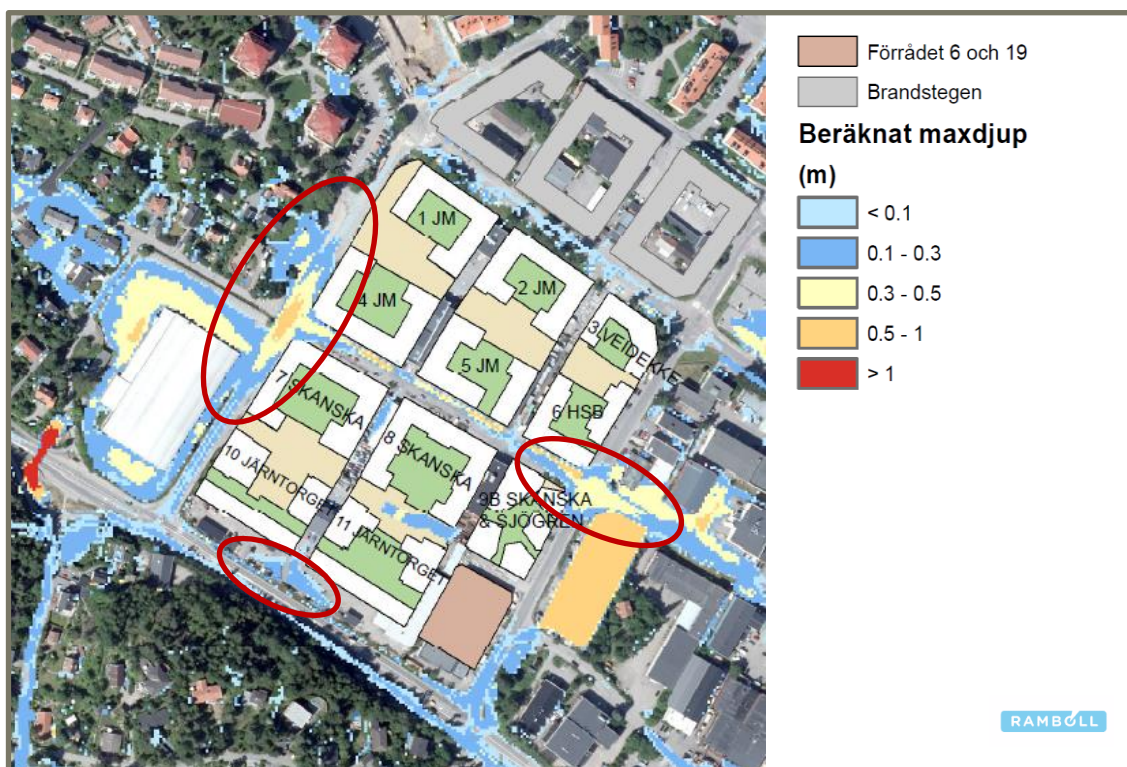 1 JM
2 JM
3 VEIDEKKE
4 JM
5 JM
6 HSB
7 SKANSKA
8 SKANSKA
9B SKANSKA
& SJÖGREN
10 JÄRNTORGET
11 JÄRNTORGET
Förrådet 6 och 19
Brandstegen
Beräknat maxdjup
(m)
< 0.1
0.1 - 0.3
0.3 - 0.5
0.5 - 1
> 1
RAMBOLL